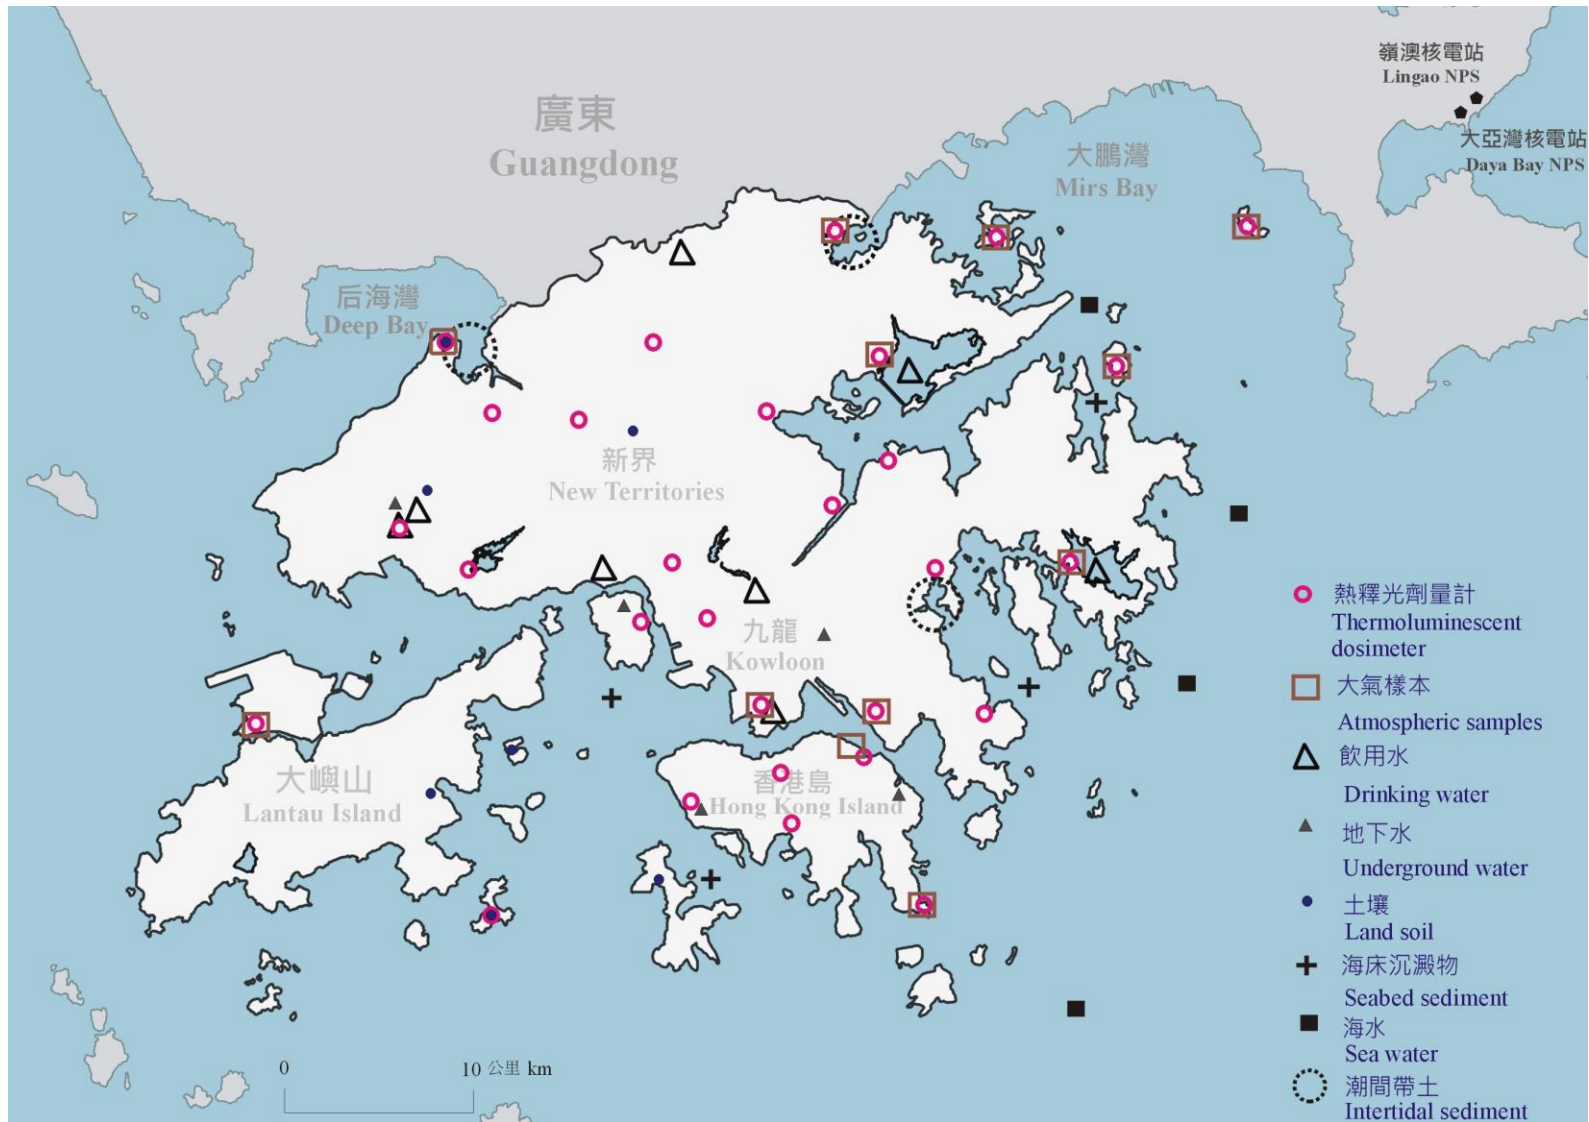 嶺澳核電站
Lingao NPS
大亞灣核電站
Daya Bay NPS
廣東
Guangdong
大鵬灣
Mirs Bay
后海灣
Deep Bay
新界
New Territories
九龍
Kowloon
大嶼山
Lantau Island
香港島
Hong Kong Island
熱釋光劑量計
Thermoluminescent
dosimeter
大氣樣本
Atmospheric samples
飲用水
Drinking water
地下水
Underground water
土壤
Land soil
海床沉澱物
Seabed sediment
海水
Sea water
潮間帶土
Intertidal sediment
0 10 公里 km